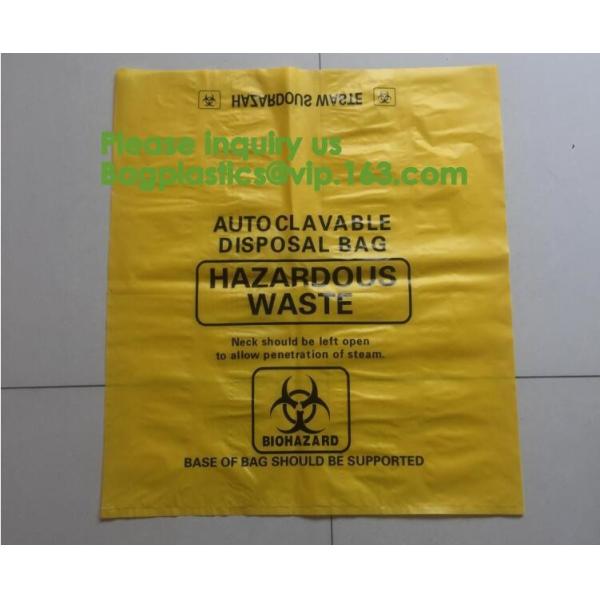 HAZARDOUS WASTE
Please inquiry us
Bagplastics@vip.163.com
AUTOCLAVABLE
DISPOSAL BAG
HAZARDOUS
WASTE
Neck should be left open
to allow penetration of steam.
BIOHAZARD
BASE OF BAG SHOULD BE SUPPORTED